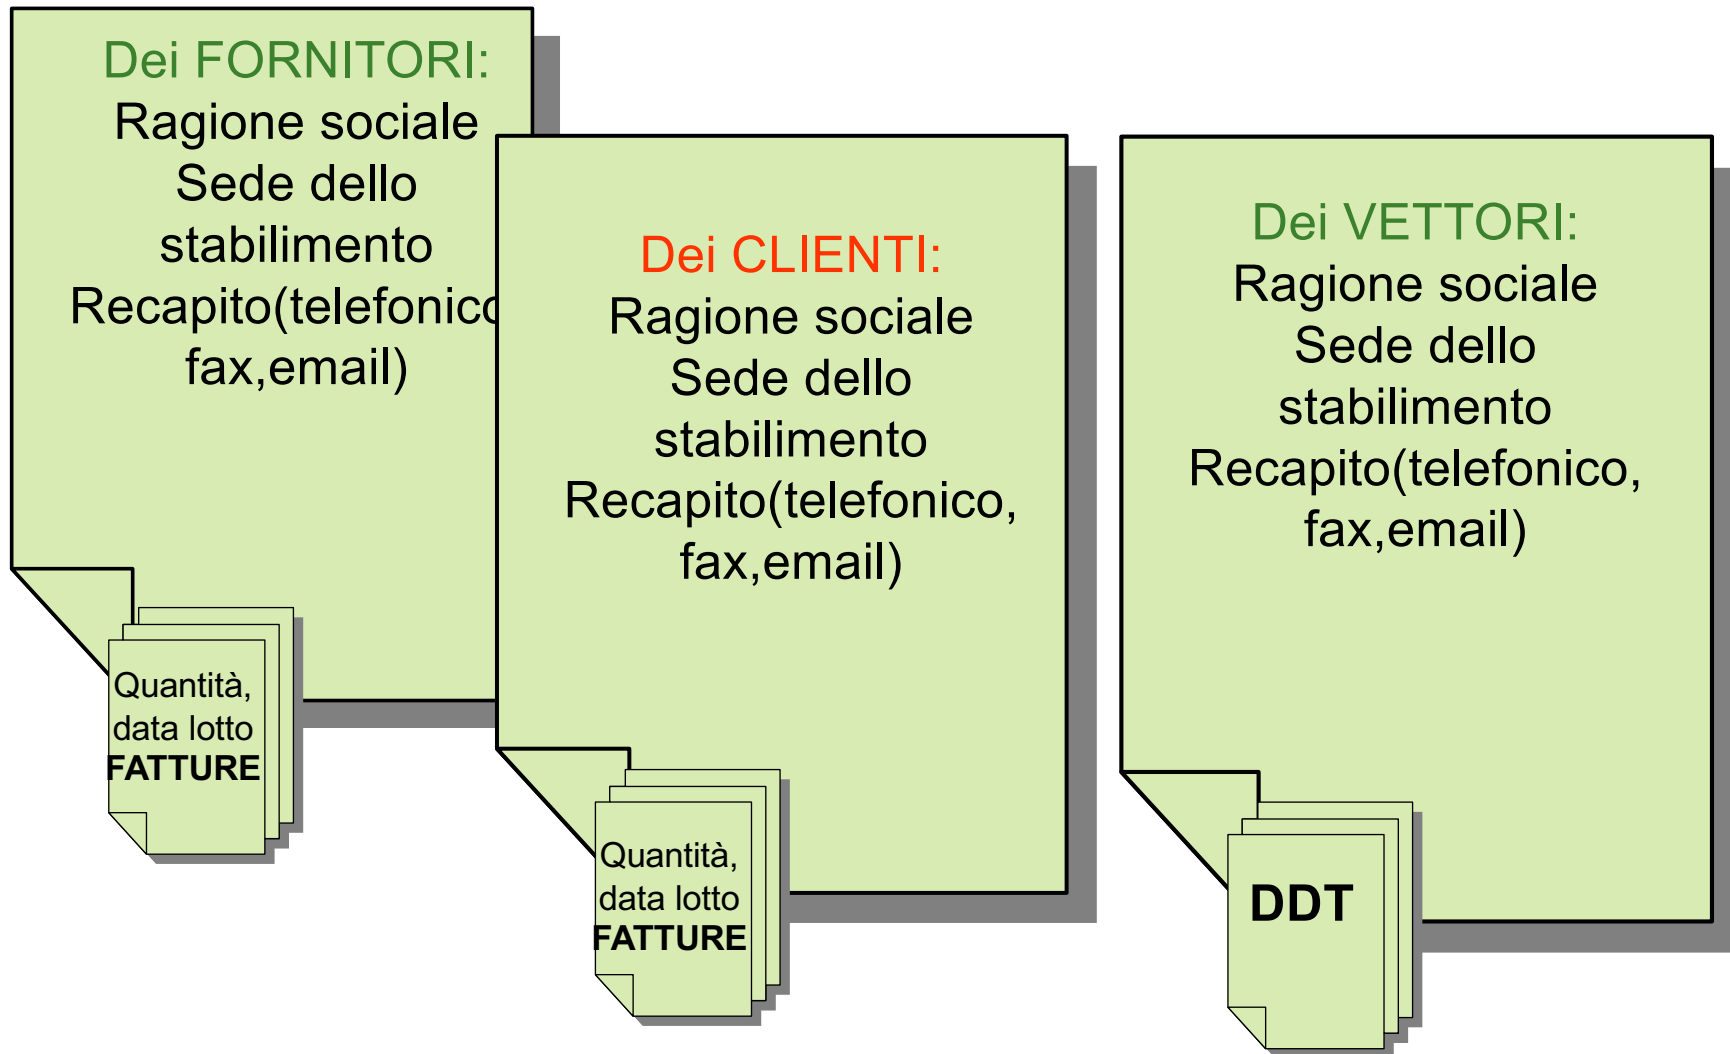 Dei FORNITORI:
Ragione sociale
Sede dello
stabilimento
Recapito(telefonico
fax,email)
Quantità,
data lotto
FATTURE
Dei CLIENTI:
Ragione sociale
Sede dello
stabilimento
Recapito(telefonico,
fax,email)
Quantità,
data lotto
FATTURE
Dei VETTORI:
Ragione sociale
Sede dello
stabilimento
Recapito(telefonico,
fax,email)
DDT